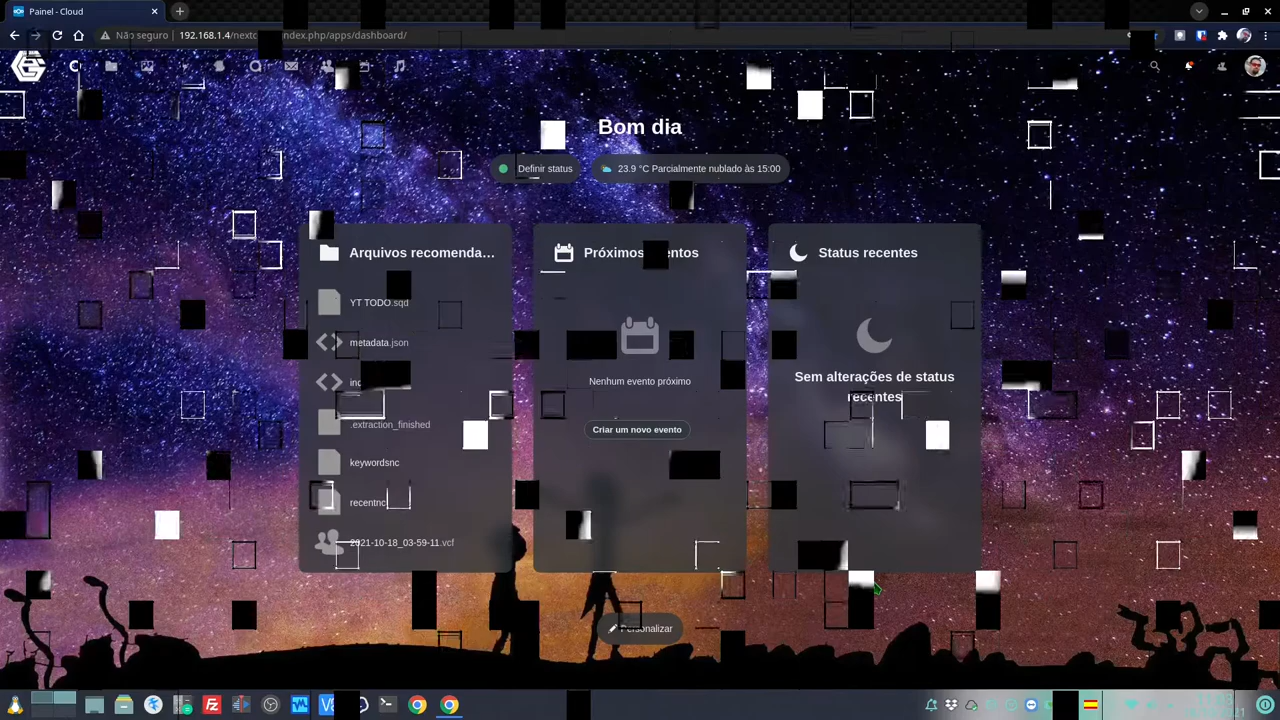 Painel - Cloud
Não seguro | 192.168.1.4/nextc index.php/apps/dashboard/
Bom dia
Definir status
23.9 °C Parcialmente nublado às 15:00
Arquivos recomenda…
YT TODO.sqd
metadata.json
.extraction_finished
keywordsnc
recentnc
2021-10-18_03-59-11.vcf
Próximos entos
Nenhum evento próximo
Criar um novo evento
Status recentes
Sem alterações de status
recentes
Personalizar